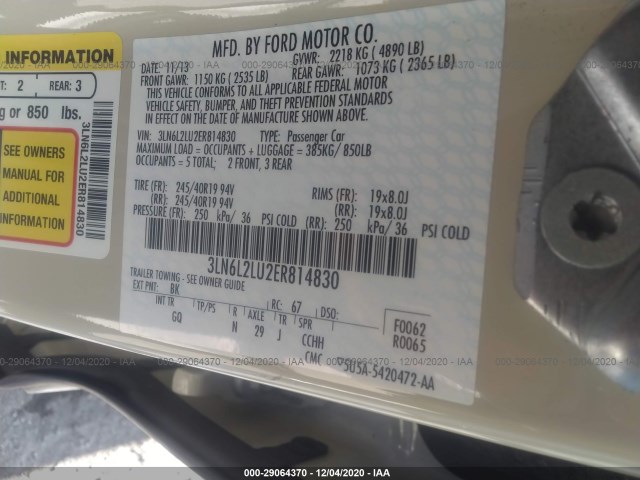 INFORMATION
T: 2 REAR: 3
g or 850 lbs.
SEE OWNERS
MANUAL FOR
ADDITIONAL
INFORMATION
3LN6L2LU2ER814830
MFD. BY FORD MOTOR CO.
DATE: 11/13 GVWR: 2218 KG ( 4890 LB)
FRONT GAWR: 1150 KG ( 2535 LB) REAR GAWR: 1073 KG ( 2365 LB)
THIS VEHICLE CONFORMS TO ALL APPLICABLE FEDERAL MOTOR
VEHICLE SAFETY, BUMPER, AND THEFT PREVENTION STANDARDS
IN EFFECT ON THE DATE OF MANUFACTURE SHOWN ABOVE.
VIN: 3LN6L2LU2ER814830 TYPE: Passenger Car
MAXIMUM LOAD = OCCUPANTS + LUGGAGE = 385KG/ 850LB
OCCUPANTS = 5 TOTAL; 2 FRONT, 3 REAR
TIRE (FR): 245/40R19 94V RIMS (FR): 19x8.0J
(RR): 245/40R19 94V (RR): 19x8.0J
PRESSURE (FR): 250 kPa/ 36 PSI COLD (RR): 250 kPa/ 36 PSI COLD
3LN6L2LU2ER814830
TRAILER TOWING - SEE OWNER GUIDE
EXT PNT: BK RC: 67 DSO:
INT TR TP/PS R AXLE TR SPR
GQ N 29 J CCHH
F0062
R0065
CMC 5U5A-5420472-AA
000-29064370 - 12/04/2020 - IAA